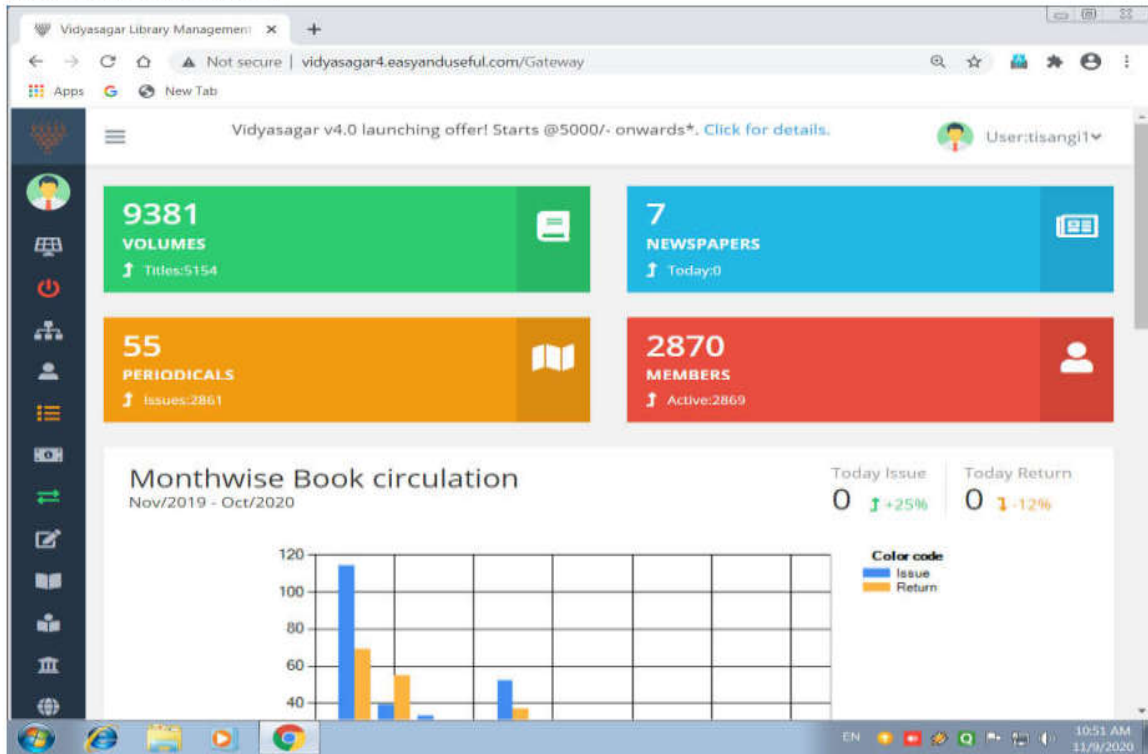 Vidyasagar Library Management
Not secure | vidyasagar4.easyanduseful.com/Gateway
Apps
New Tab
Vidyasagar v4.0 launching offer! Starts @5000/- onwards*. Click for details.
User:tisangi1
9381
VOLUMES
Titles:5154
7
NEWSPAPERS
Today:0
55
PERIODICALS
Issues:2861
2870
MEMBERS
Active:2869
Monthwise Book circulation
Nov/2019 - Oct/2020
Today Issue
0 +25%
Today Return
0 -12%
120
100
80
60
40
Color code
Issue
Return
EN
10:51 AM
11/9/2020